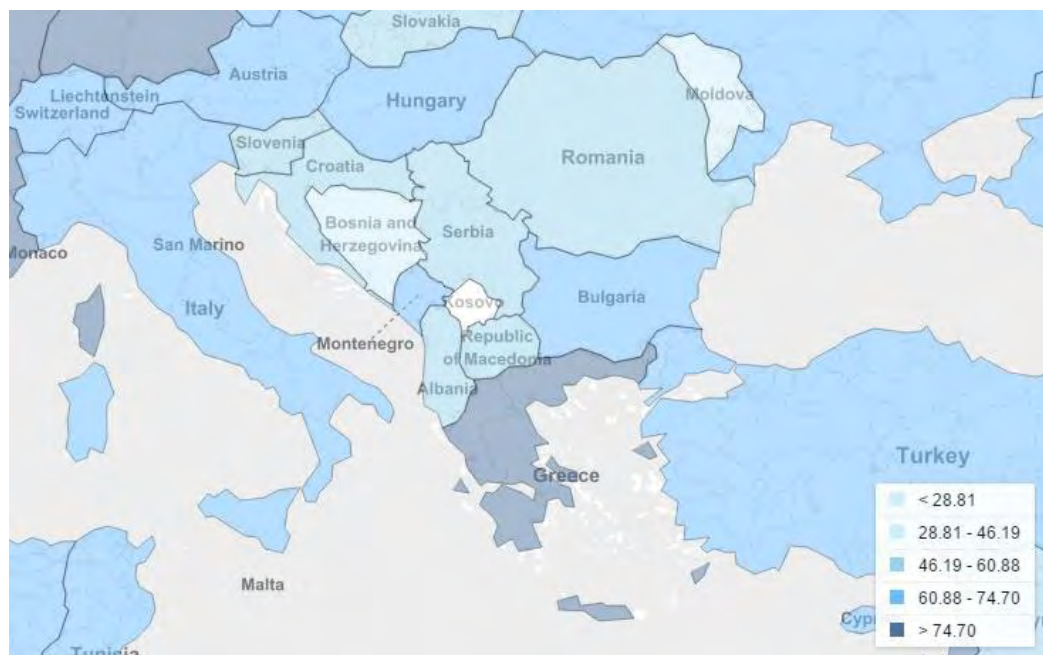 Slovakia
Austria
Liechtenstein
Switzerland
Hungary
Moldova
Slovenia
Croatia
Romania
Bosnia and
Herzegovina
Serbia
San Marino
Monaco
Italy
Kosovo
Bulgaria
Montenegro
Republic
of Macedonia
Albania
Greece
Turkey
Malta
Tunisia
< 28.81
28.81 - 46.19
46.19 - 60.88
60.88 - 74.70
> 74.70